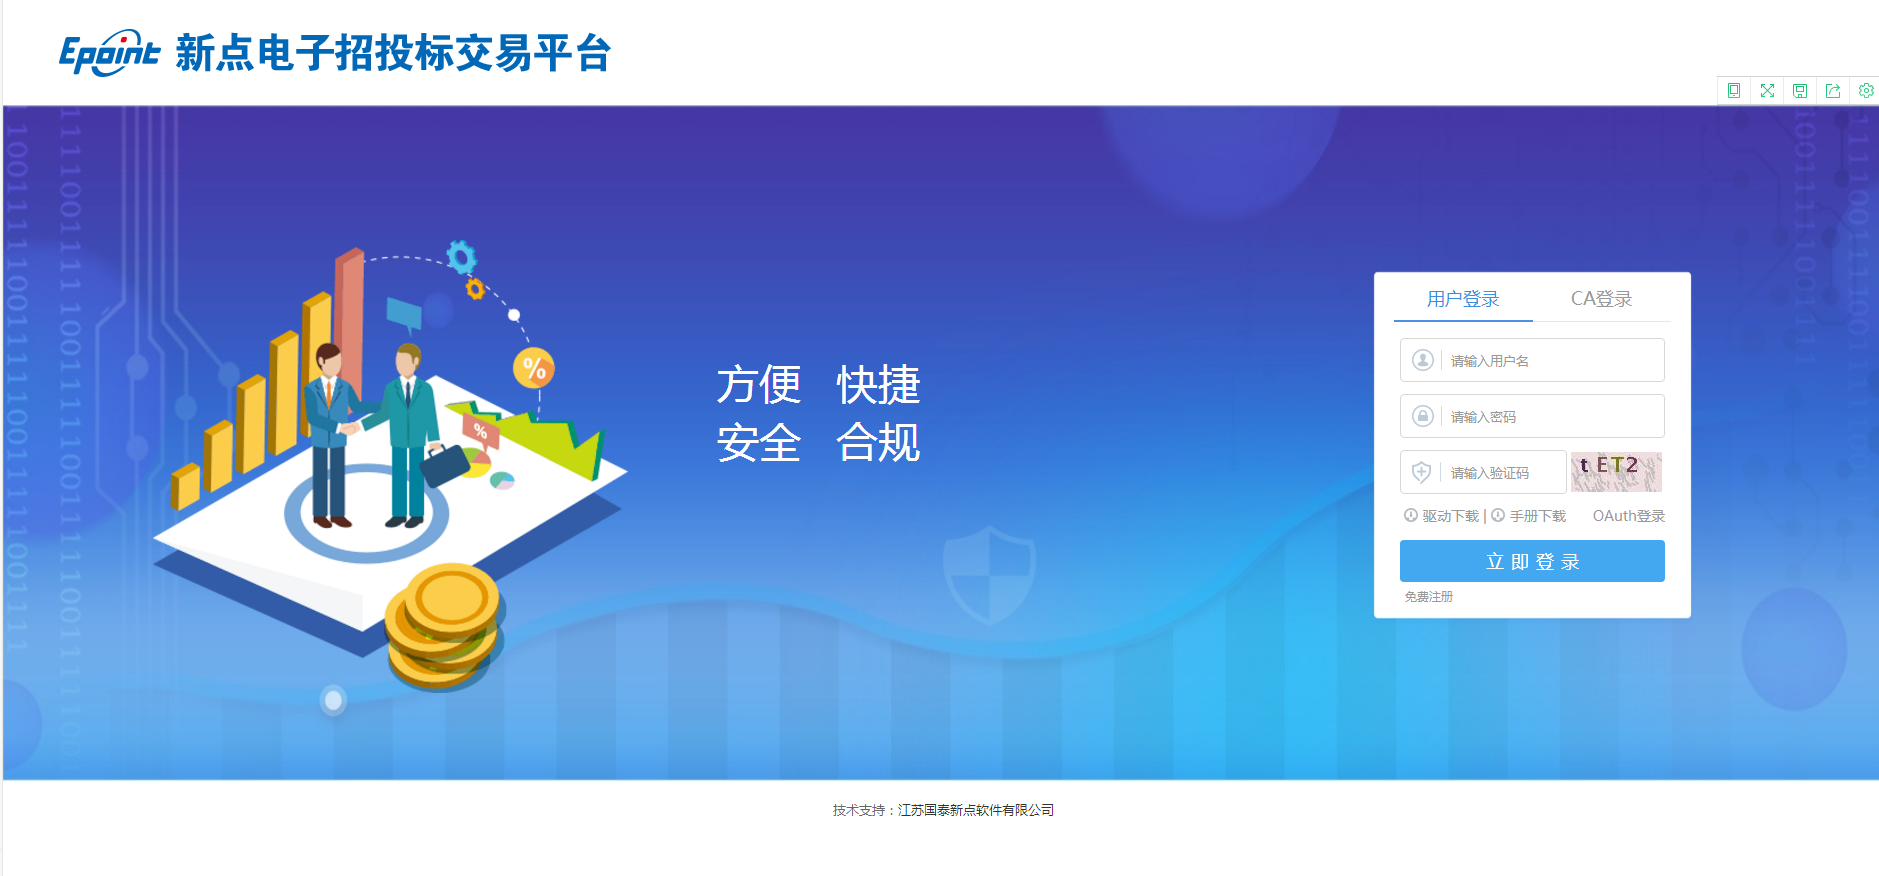 Epoint 新点电子招投标交易平台
方便 快捷
安全 合规
用户登录 CA登录
请输入用户名
请输入密码
请输入验证码 tET2
驱动下载 | 手册下载 OAuth登录
立即登录
免费注册
%
%
技术支持：江苏国泰新点软件有限公司